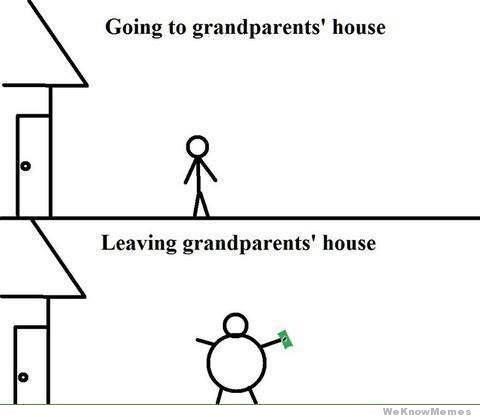 Going to grandparents' house
Leaving grandparents' house
WeKnowMemes